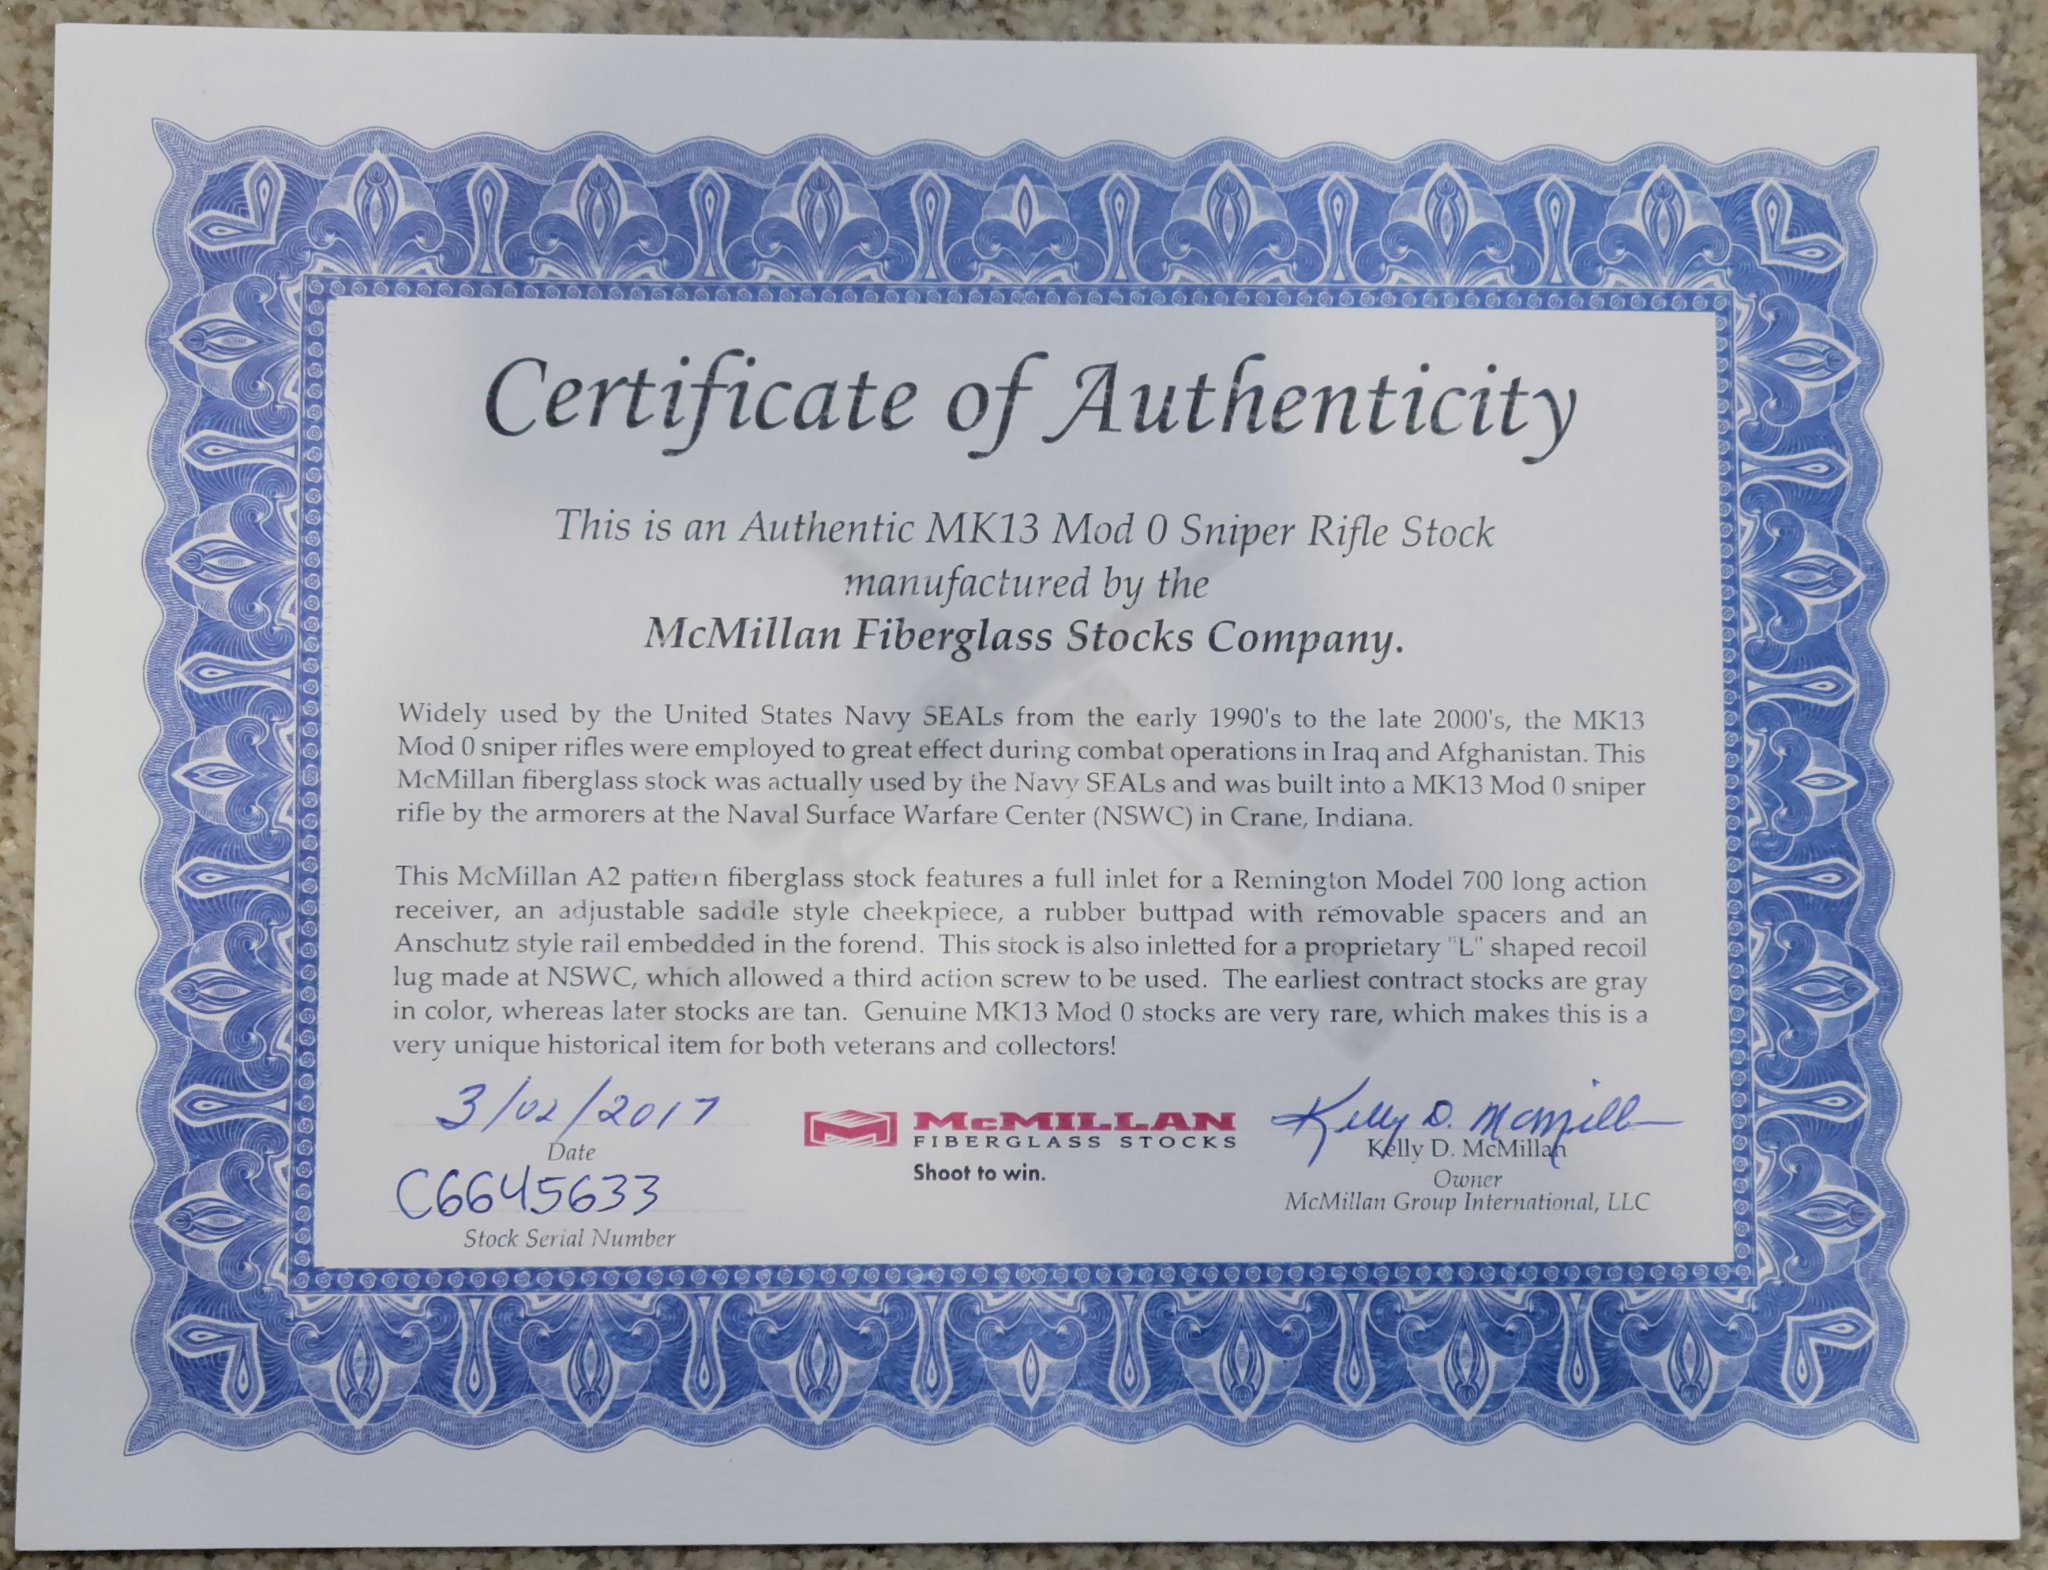 Certificate of Authenticity
This is an Authentic MK13 Mod 0 Sniper Rifle Stock
manufactured by the
McMillan Fiberglass Stocks Company.
Widely used by the United States Navy SEALs from the early 1990's to the late 2000's, the MK13
Mod 0 sniper rifles were employed to great effect during combat operations in Iraq and Afghanistan. This
McMillan fiberglass stock was actually used by the Navy SEALs and was built into a MK13 Mod 0 sniper
rifle by the armorers at the Naval Surface Warfare Center (NSWC) in Crane, Indiana.
This McMillan A2 pattern fiberglass stock features a full inlet for a Remington Model 700 long action
receiver, an adjustable saddle style cheekpiece, a rubber buttpad with removable spacers and an
Anschutz style rail embedded in the forend. This stock is also inletted for a proprietary "L" shaped recoil
lug made at NSWC, which allowed a third action screw to be used. The earliest contract stocks are gray
in color, whereas later stocks are tan. Genuine MK13 Mod 0 stocks are very rare, which makes this is a
very unique historical item for both veterans and collectors!
3/02/2017
Date
C6645633
Stock Serial Number
McMILLAN
FIBERGLASS STOCKS
Shoot to win.
Kelly D. McMillan
Kelly D. McMillan
Owner
McMillan Group International, LLC